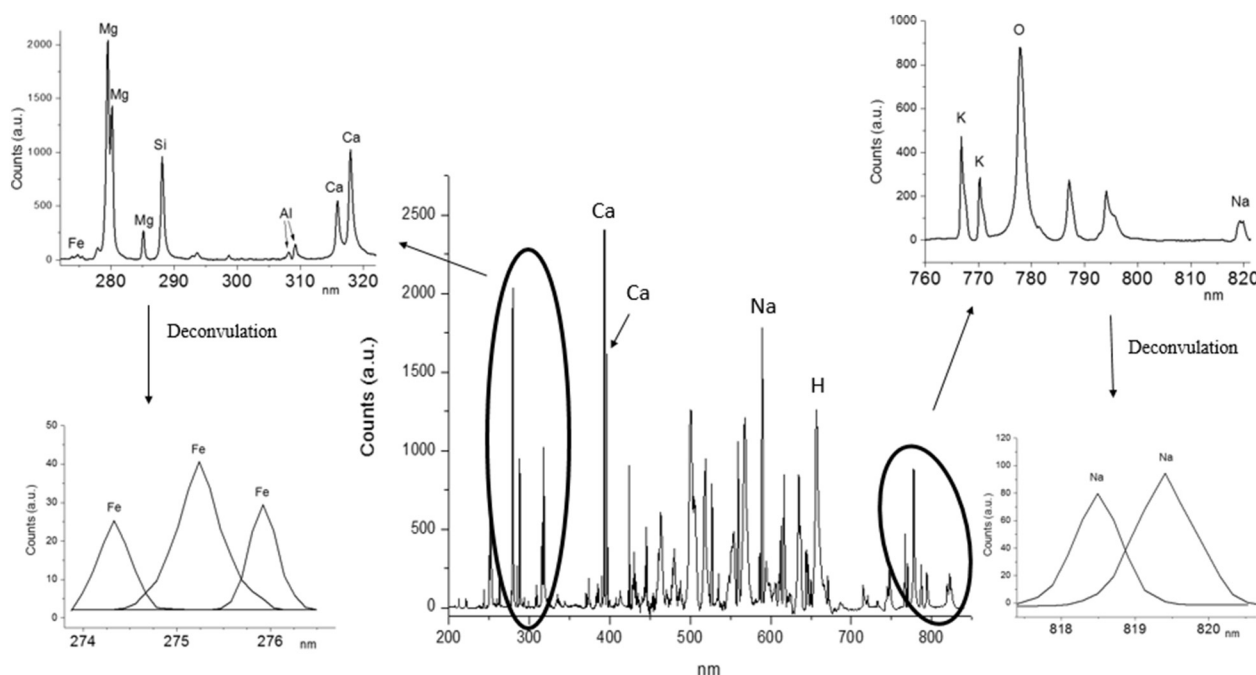 Mg
2000
1500
1000
500
0
Counts (a.u.)
Mg
Si
Ca
Ca
Mg
Al
Fe
280 290 300 310 320
nm
Deconvulation
50
40
30
20
10
0
Counts (a.u.)
Fe
Fe
Fe
274 275 276 nm
2500
2000
1500
1000
500
0
Counts (a.u.)
Ca
Ca
Na
H
200 300 400 500 600 700 800
nm
1000
800
600
400
200
0
Counts (a.u.)
O
K
K
Na
760 770 780 790 800 810 820
nm
Deconvulation
120
100
80
60
40
20
0
Counts (a.u.)
Na
Na
818 819 820 nm